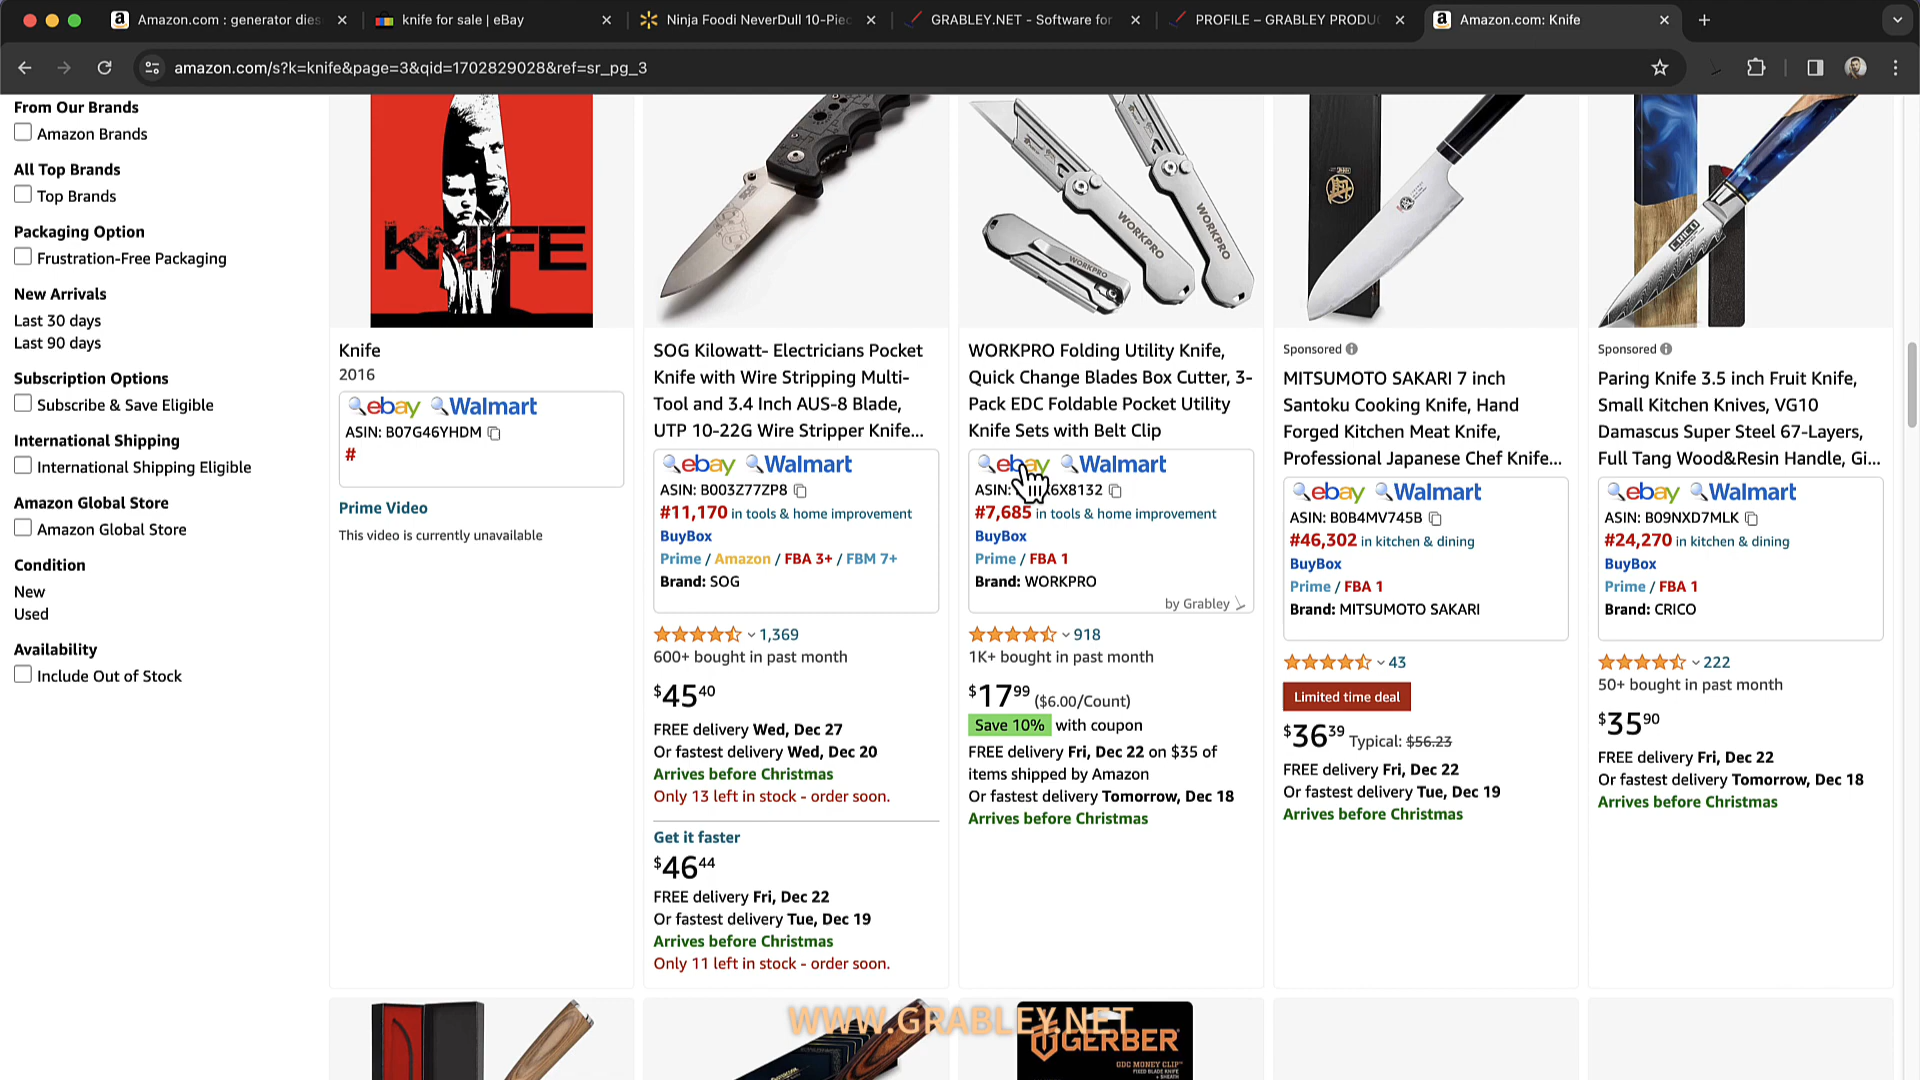 Amazon.com : generator dies
knife for sale | eBay
Ninja Foodi NeverDull 10-Piec
GRABLEY.NET - Software for
PROFILE – GRABLEY PRODU
Amazon.com: Knife
amazon.com/s?k=knife&page=3&qid=1702829028&ref=sr_pg_3
From Our Brands
Amazon Brands
All Top Brands
Top Brands
Packaging Option
Frustration-Free Packaging
New Arrivals
Last 30 days
Last 90 days
Subscription Options
Subscribe & Save Eligible
International Shipping
International Shipping Eligible
Amazon Global Store
Amazon Global Store
Condition
New
Used
Availability
Include Out of Stock
KNIFE
Knife
2016
ebay Walmart
ASIN: B07G46YHDM
#
Prime Video
This video is currently unavailable
SOG Kilowatt- Electricians Pocket
Knife with Wire Stripping Multi-
Tool and 3.4 Inch AUS-8 Blade,
UTP 10-22G Wire Stripper Knife...
ebay Walmart
ASIN: B003Z77ZP8
#11,170 in tools & home improvement
BuyBox
Prime / Amazon / FBA 3+ / FBM 7+
Brand: SOG
1,369
600+ bought in past month
$45 40
FREE delivery Wed, Dec 27
Or fastest delivery Wed, Dec 20
Arrives before Christmas
Only 13 left in stock - order soon.
Get it faster
$46 44
FREE delivery Fri, Dec 22
Or fastest delivery Tue, Dec 19
Arrives before Christmas
Only 11 left in stock - order soon.
WORKPRO
WORKPRO
WORKPRO
WORKPRO Folding Utility Knife,
Quick Change Blades Box Cutter, 3-
Pack EDC Foldable Pocket Utility
Knife Sets with Belt Clip
ebay Walmart
ASIN: 6X8132
#7,685 in tools & home improvement
BuyBox
Prime / FBA 1
Brand: WORKPRO
by Grabley
918
1K+ bought in past month
$17 99 ($6.00/Count)
Save 10% with coupon
FREE delivery Fri, Dec 22 on $35 of
items shipped by Amazon
Or fastest delivery Tomorrow, Dec 18
Arrives before Christmas
Sponsored
MITSUMOTO SAKARI 7 inch
Santoku Cooking Knife, Hand
Forged Kitchen Meat Knife,
Professional Japanese Chef Knife...
ebay Walmart
ASIN: B0B4MV745B
#46,302 in kitchen & dining
BuyBox
Prime / FBA 1
Brand: MITSUMOTO SAKARI
43
Limited time deal
$36 39 Typical: $56.23
FREE delivery Fri, Dec 22
Or fastest delivery Tue, Dec 19
Arrives before Christmas
CRICO
Sponsored
Paring Knife 3.5 inch Fruit Knife,
Small Kitchen Knives, VG10
Damascus Super Steel 67-Layers,
Full Tang Wood&Resin Handle, Gi...
ebay Walmart
ASIN: B09NXD7MLK
#24,270 in kitchen & dining
BuyBox
Prime / FBA 1
Brand: CRICO
222
50+ bought in past month
$35 90
FREE delivery Fri, Dec 22
Or fastest delivery Tomorrow, Dec 18
Arrives before Christmas
WWW.GRABLEY.NET
GERBER
GDC MONEY CLIP
FIXED BLADE KNIFE